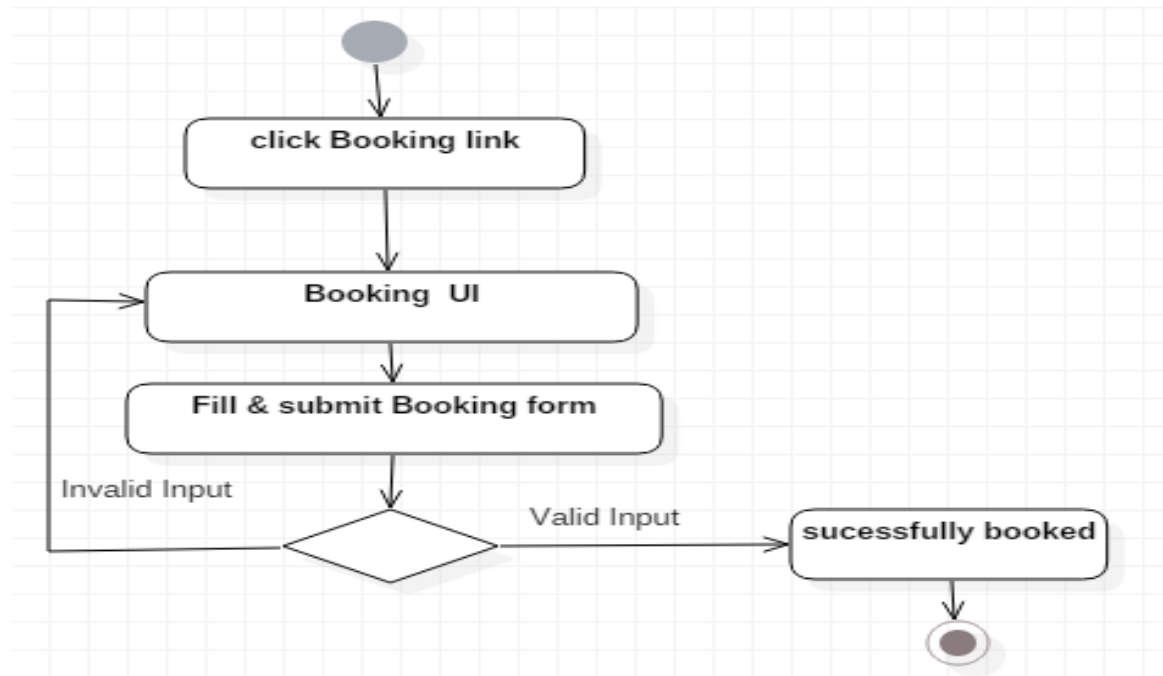 click Booking link
Booking UI
Fill & submit Booking form
Invalid Input
Valid Input
sucessfully booked